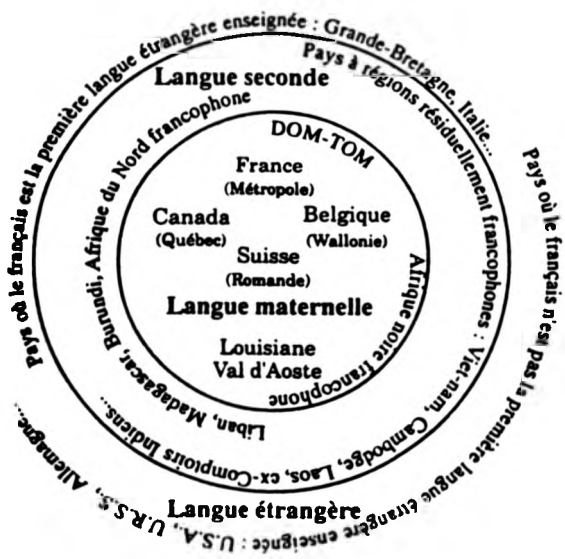 Pays où le français est la première langue étrangère enseignée : Grande-Bretagne, Italie...
Pays où le français n'est pas la première langue étrangère enseignée : U.S.A., U.R.S.S., Allemagne...
Langue seconde
Pays à régions résiduellement francophones : Viet-nam, Cambodge, Laos, ex-Comptoirs Indiens...
Liban, Madagascar, Burundi, Afrique du Nord francophone
DOM-TOM
Afrique noire francophone
France
(Métropole)
Canada
(Québec)
Belgique
(Wallonie)
Suisse
(Romande)
Langue maternelle
Louisiane
Val d'Aoste
Langue étrangère